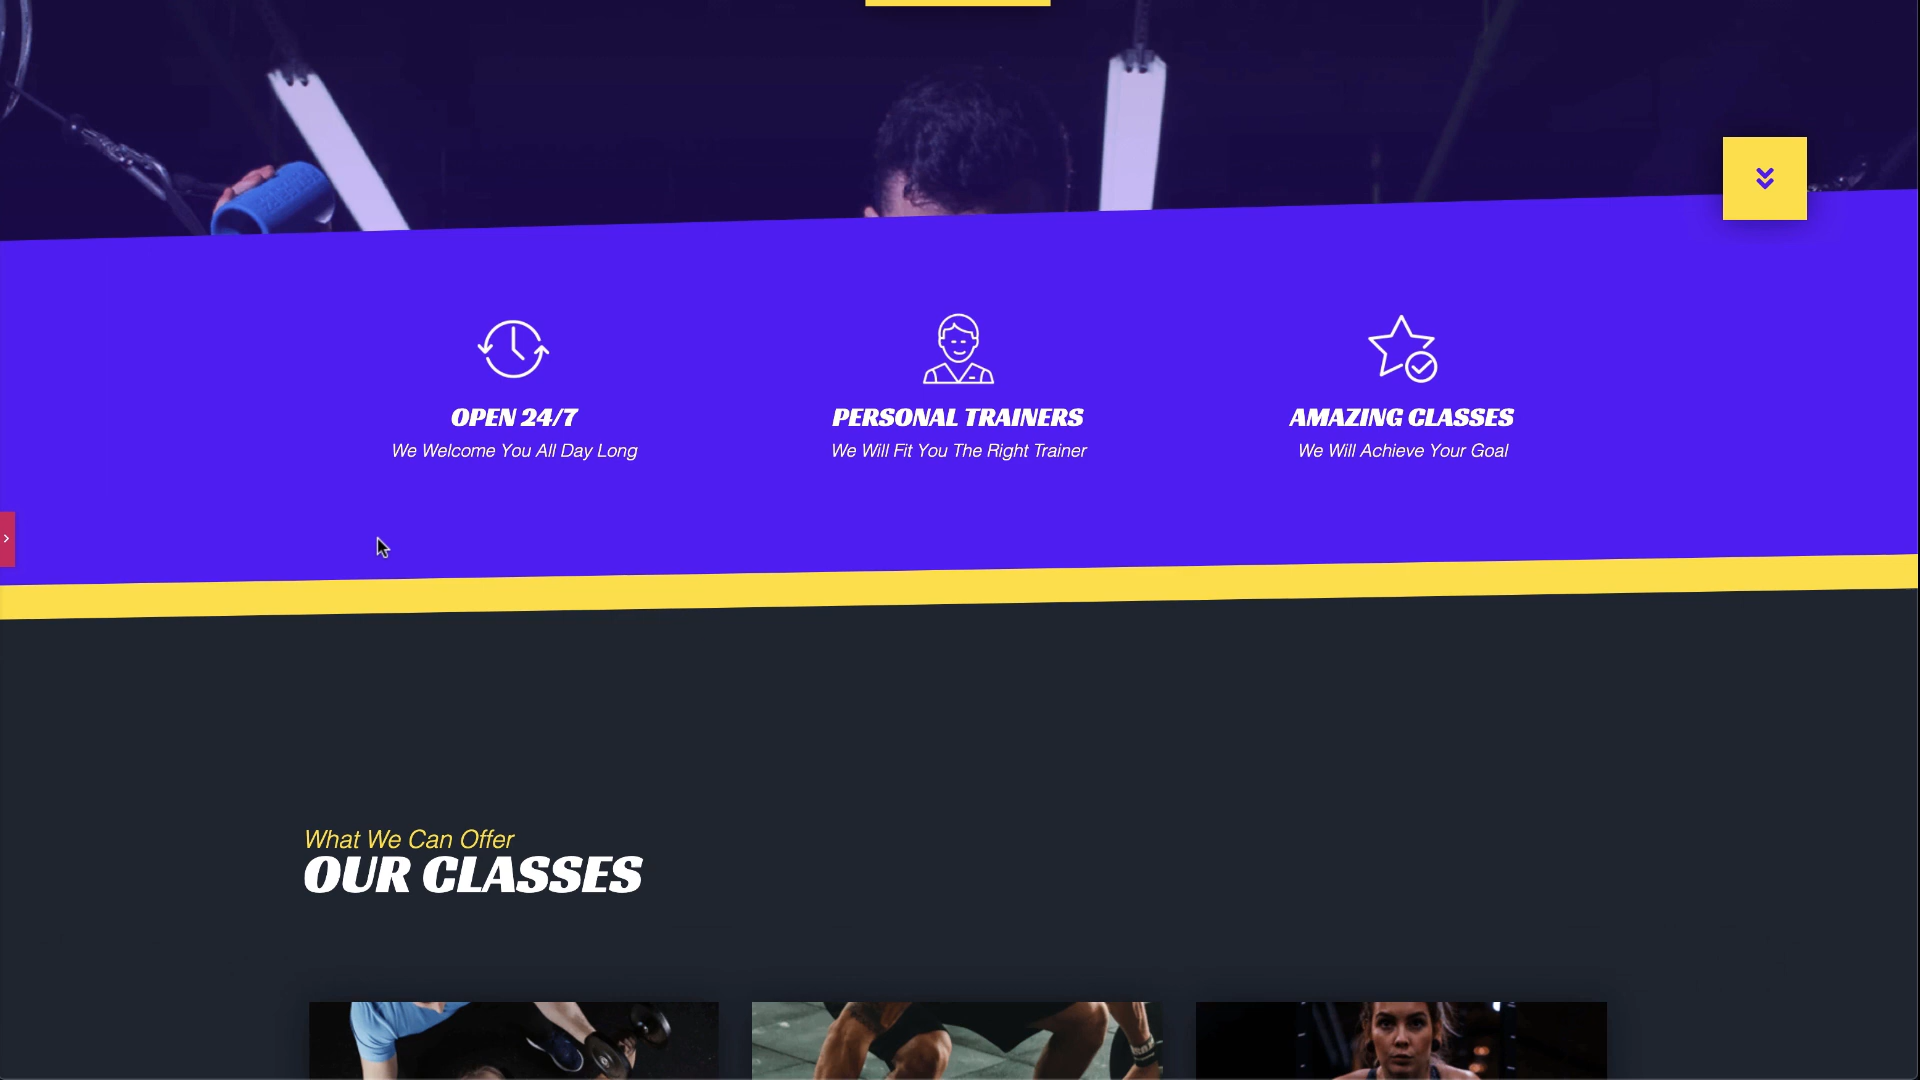 OPEN 24/7
We Welcome You All Day Long
PERSONAL TRAINERS
We Will Fit You The Right Trainer
AMAZING CLASSES
We Will Achieve Your Goal
What We Can Offer
OUR CLASSES